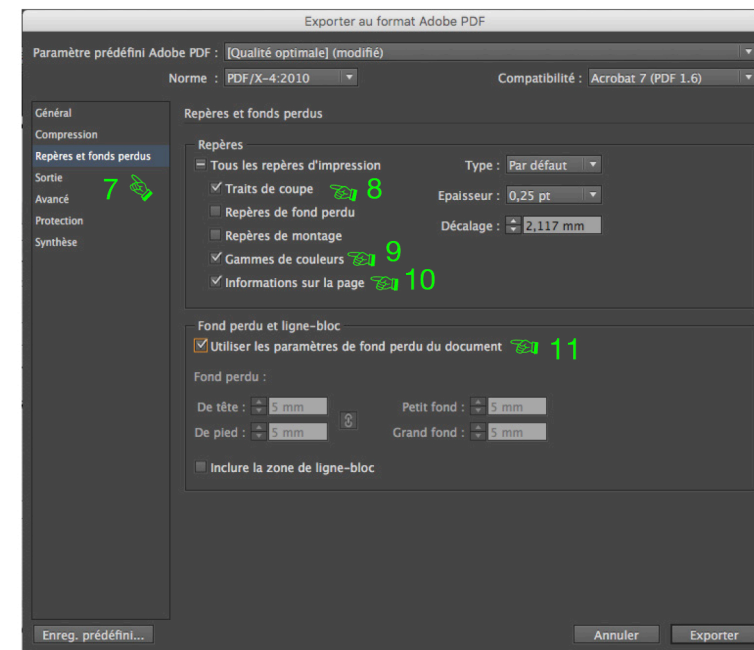 Exporter au format Adobe PDF
Paramètre prédéfini Adobe PDF : [Qualité optimale] (modifié)
Norme : PDF/X-4:2010 Compatibilité : Acrobat 7 (PDF 1.6)
Général
Compression
Repères et fonds perdus
Sortie
Avancé
Protection
Synthèse
7
Repères et fonds perdus
Repères
Tous les repères d'impression
Traits de coupe 8
Repères de fond perdu
Repères de montage
Gammes de couleurs 9
Informations sur la page 10
Type : Par défaut
Epaisseur : 0,25 pt
Décalage : 2,117 mm
Fond perdu et ligne-bloc
Utiliser les paramètres de fond perdu du document 11
Fond perdu :
De tête : 5 mm Petit fond : 5 mm
De pied : 5 mm Grand fond : 5 mm
Inclure la zone de ligne-bloc
Enreg. prédéfini... Annuler Exporter